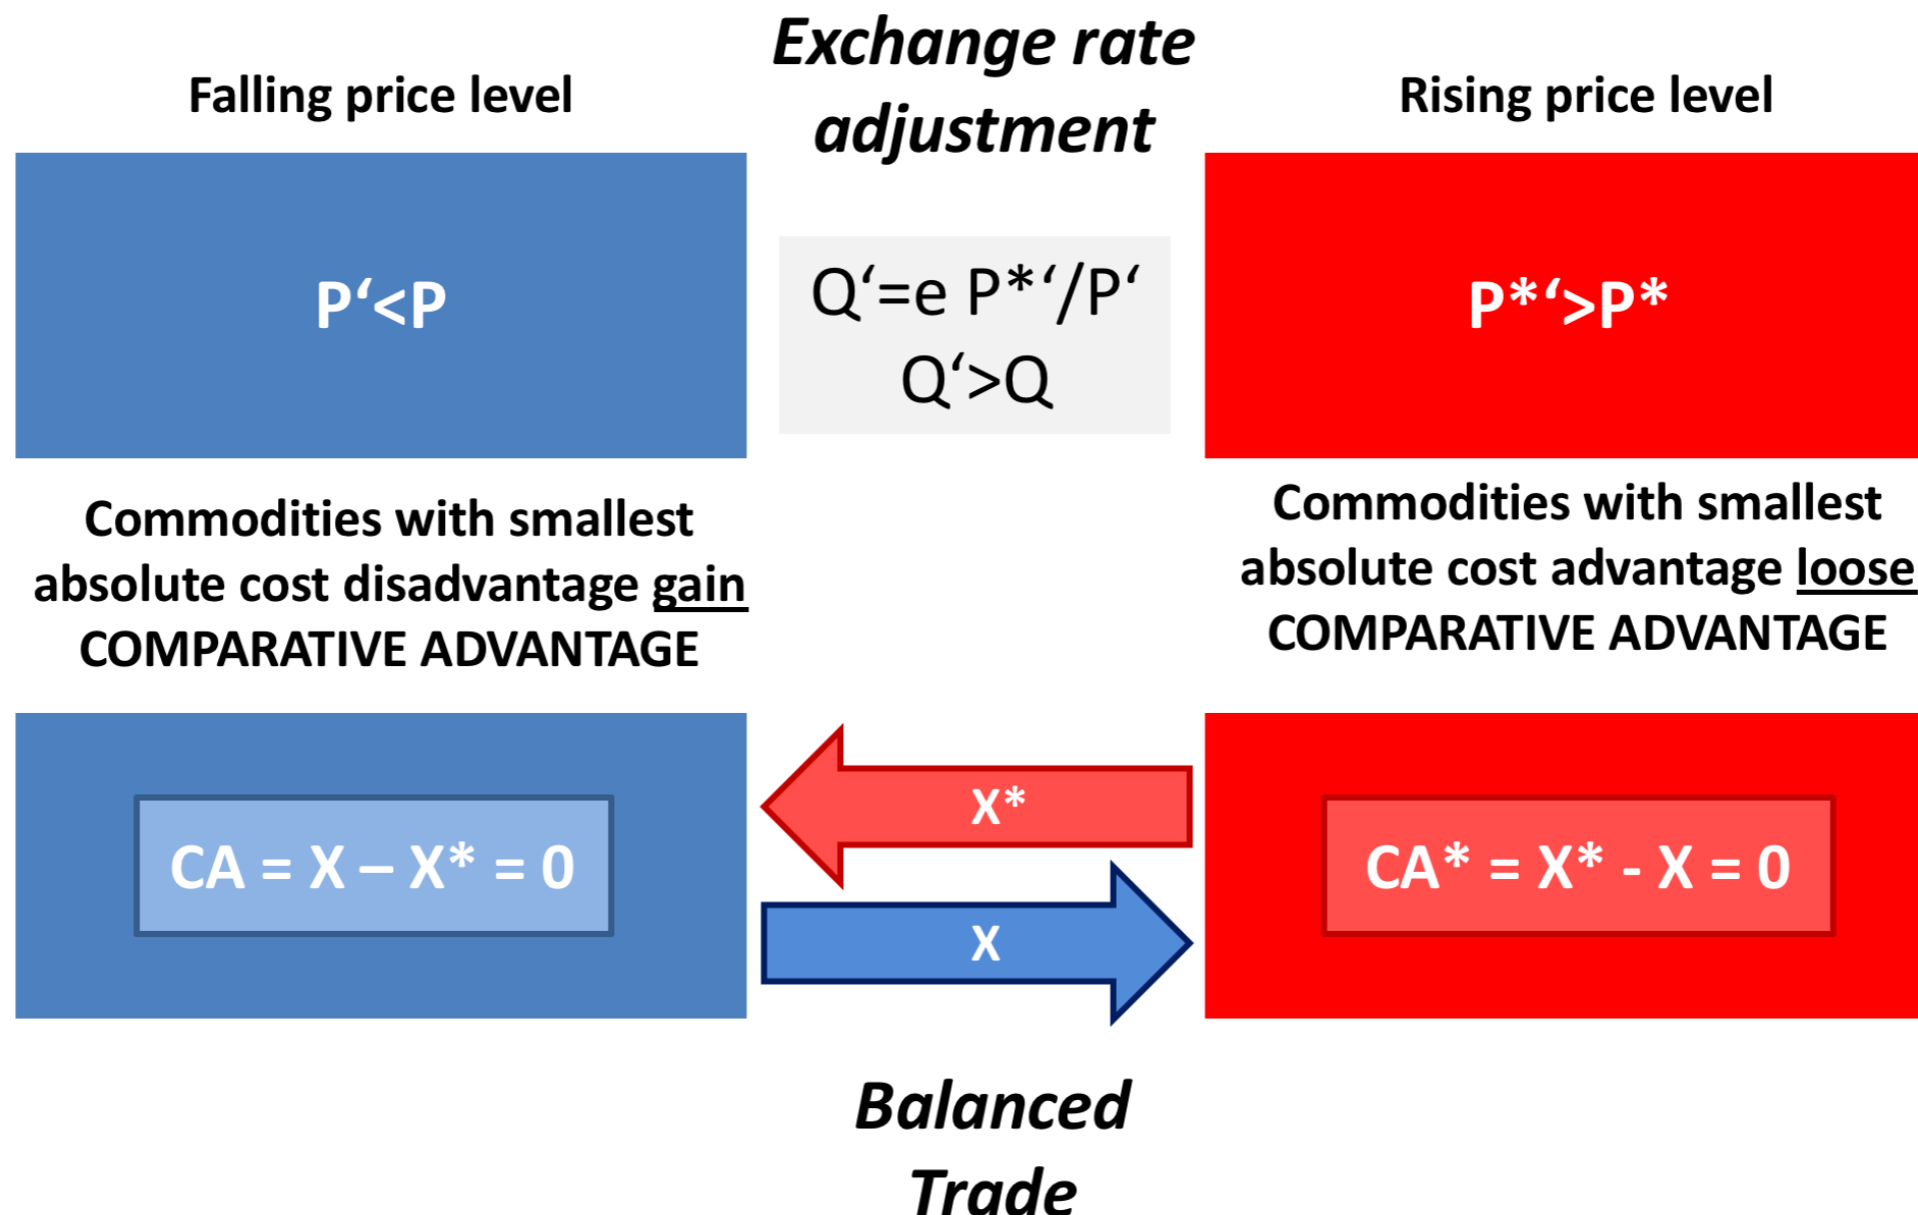 Exchange rate
adjustment
Falling price level
Rising price level
P‘<P
Q‘=e P*‘/P‘
Q‘>Q
P*‘>P*
Commodities with smallest
absolute cost disadvantage gain
COMPARATIVE ADVANTAGE
Commodities with smallest
absolute cost advantage loose
COMPARATIVE ADVANTAGE
CA = X – X* = 0
X*
X
CA* = X* - X = 0
Balanced
Trade